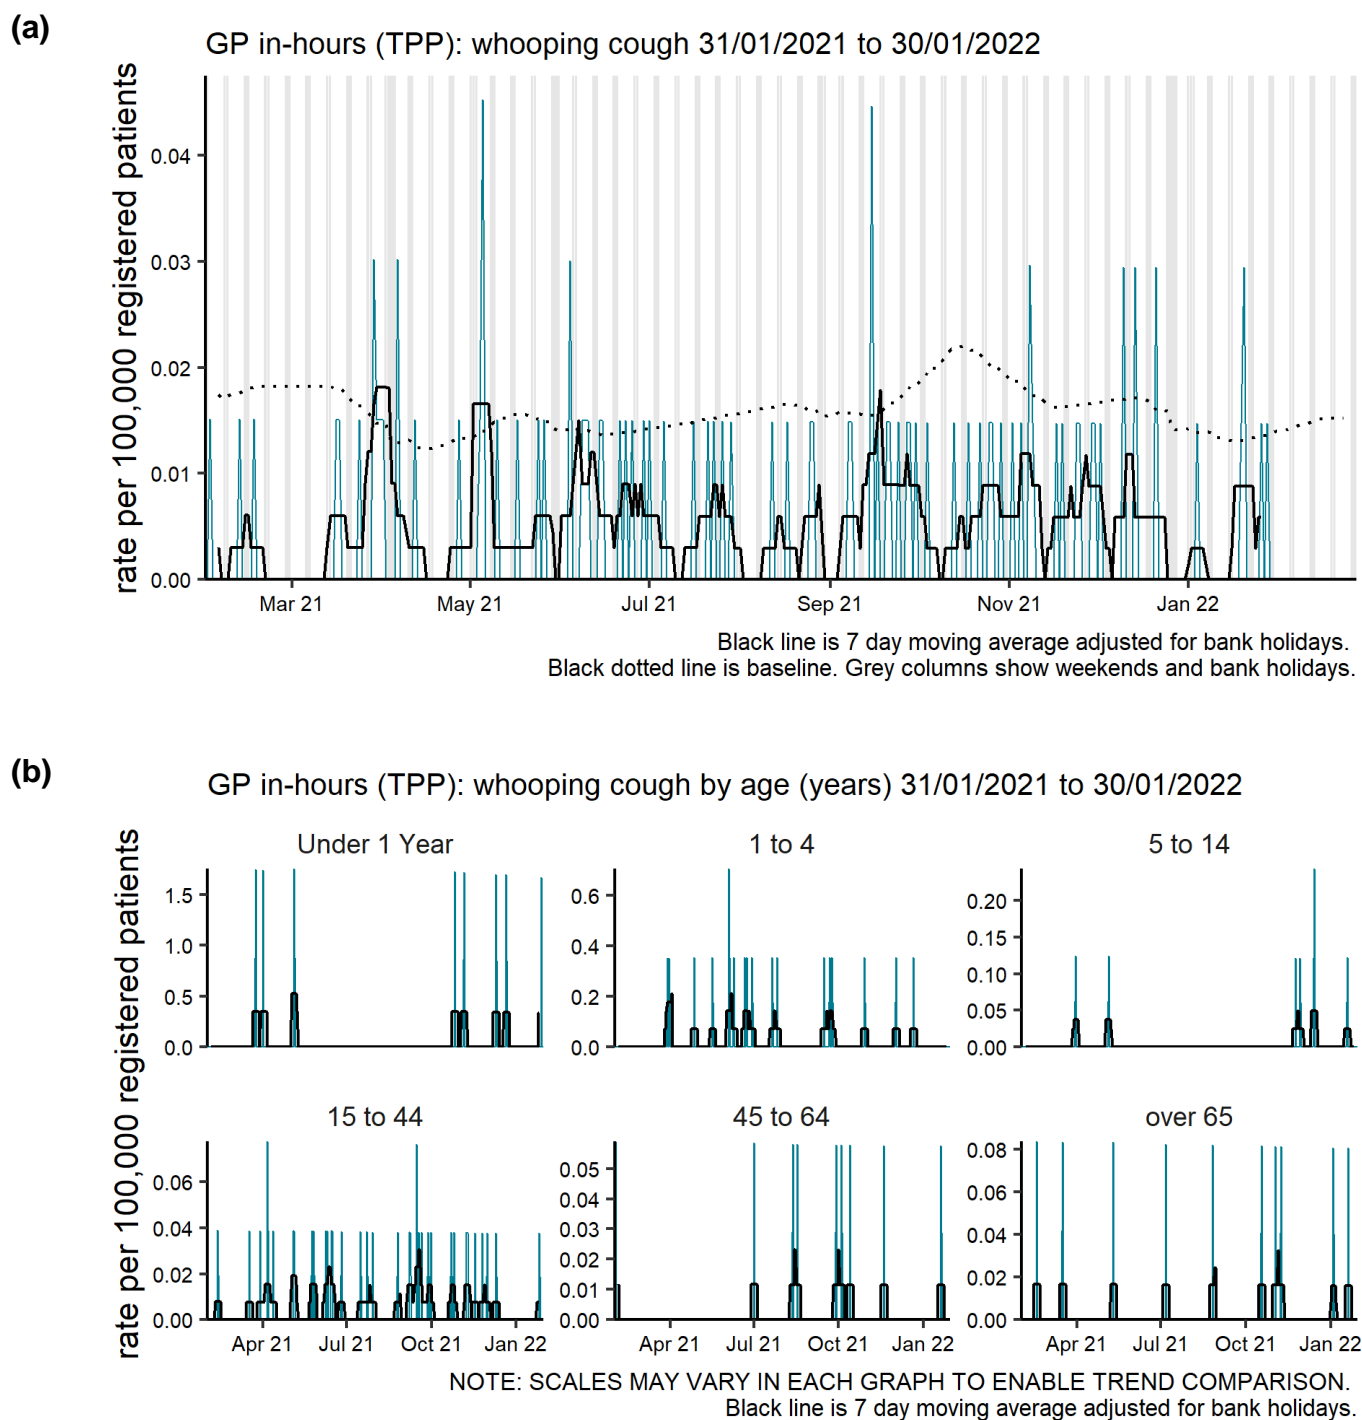 (a)
GP in-hours (TPP): whooping cough 31/01/2021 to 30/01/2022
rate per 100,000 registered patients
0.04
0.03
0.02
0.01
0.00
Mar 21 May 21 Jul 21 Sep 21 Nov 21 Jan 22
Black line is 7 day moving average adjusted for bank holidays.
Black dotted line is baseline. Grey columns show weekends and bank holidays.
(b)
GP in-hours (TPP): whooping cough by age (years) 31/01/2021 to 30/01/2022
rate per 100,000 registered patients
Under 1 Year
1.5
1.0
0.5
0.0
1 to 4
0.6
0.4
0.2
0.0
5 to 14
0.20
0.15
0.10
0.05
0.00
15 to 44
0.06
0.04
0.02
0.00
Apr 21 Jul 21 Oct 21 Jan 22
45 to 64
0.05
0.04
0.03
0.02
0.01
0.00
Apr 21 Jul 21 Oct 21 Jan 22
over 65
0.08
0.06
0.04
0.02
0.00
Apr 21 Jul 21 Oct 21 Jan 22
NOTE: SCALES MAY VARY IN EACH GRAPH TO ENABLE TREND COMPARISON.
Black line is 7 day moving average adjusted for bank holidays.